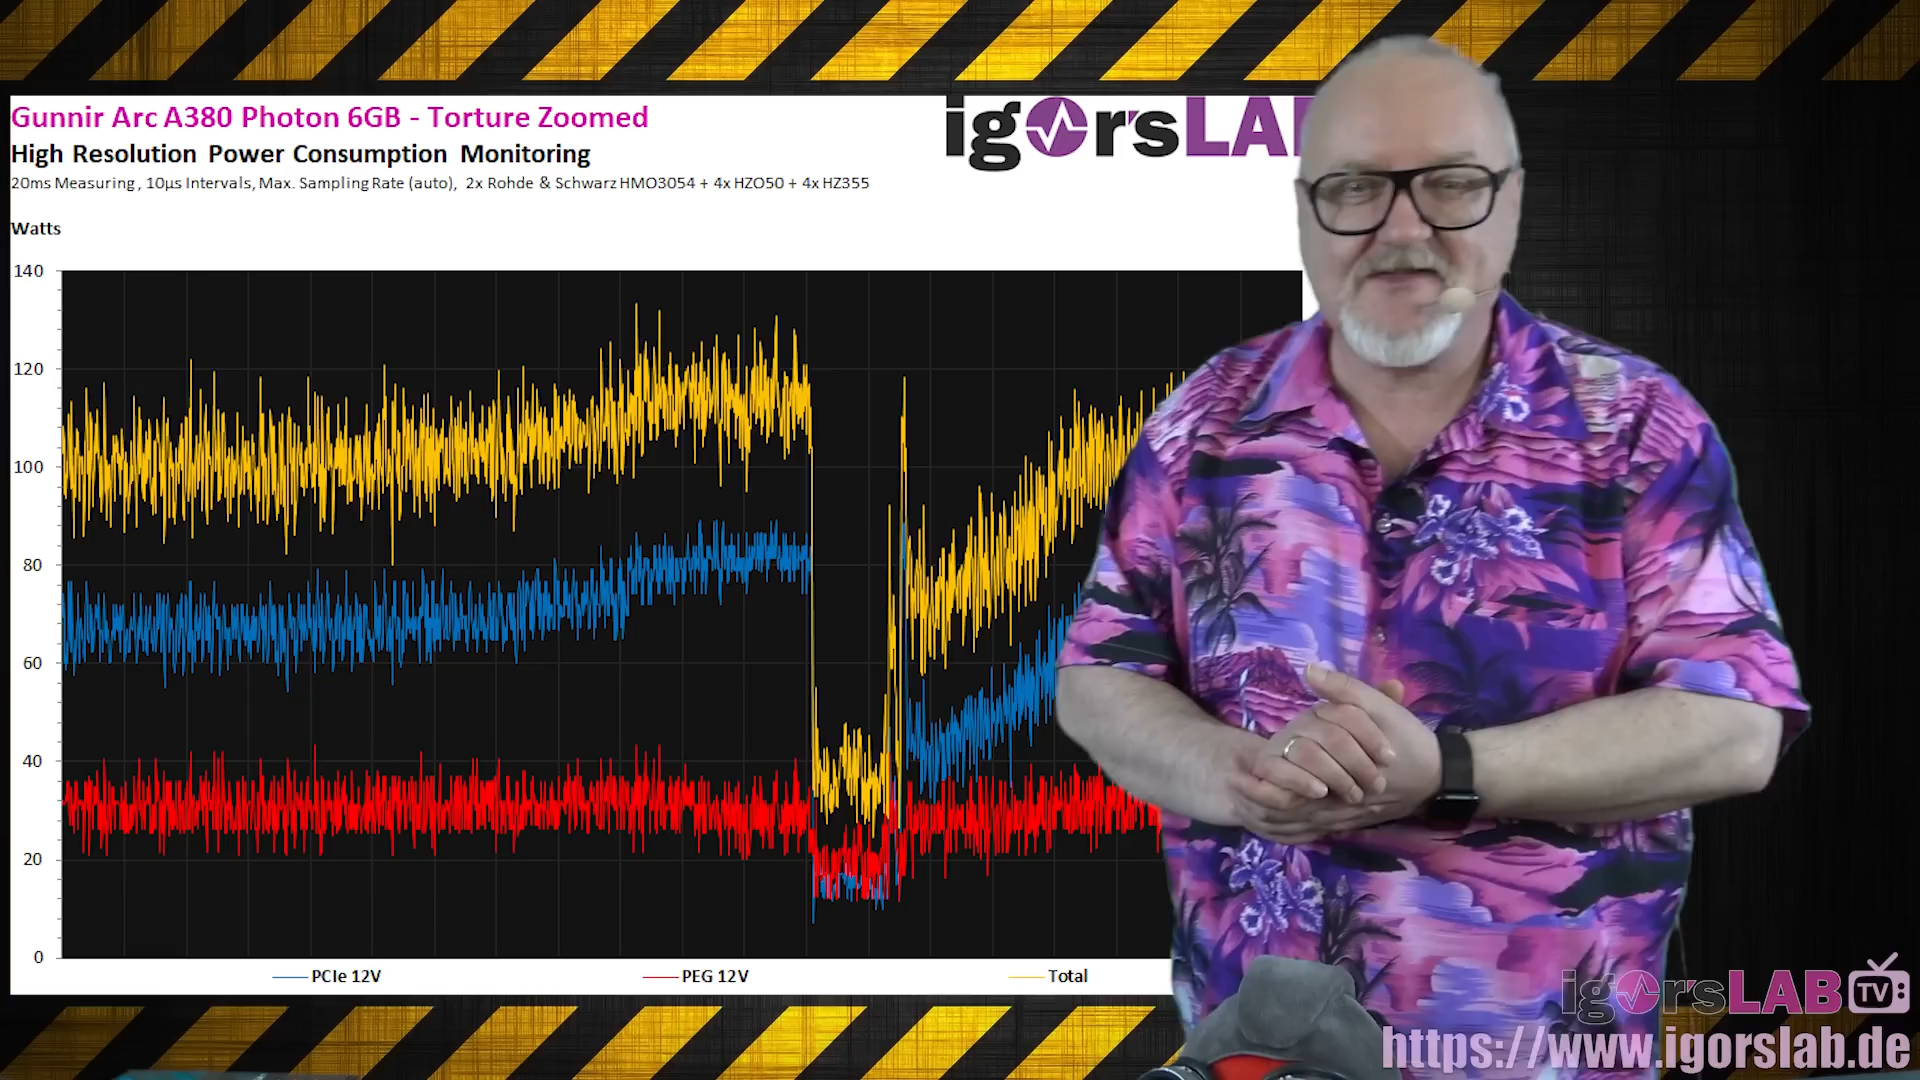 Gunnir Arc A380 Photon 6GB - Torture Zoomed
igorsLA
High Resolution Power Consumption Monitoring
20ms Measuring, 10µs Intervals, Max. Sampling Rate (auto), 2x Rohde & Schwarz HMO3054 + 4x HZO50 + 4x HZ355
Watts
140
120
100
80
60
40
20
0
PCIe 12V PEG 12V Total
igorsLAB TV
https://www.igorslab.de